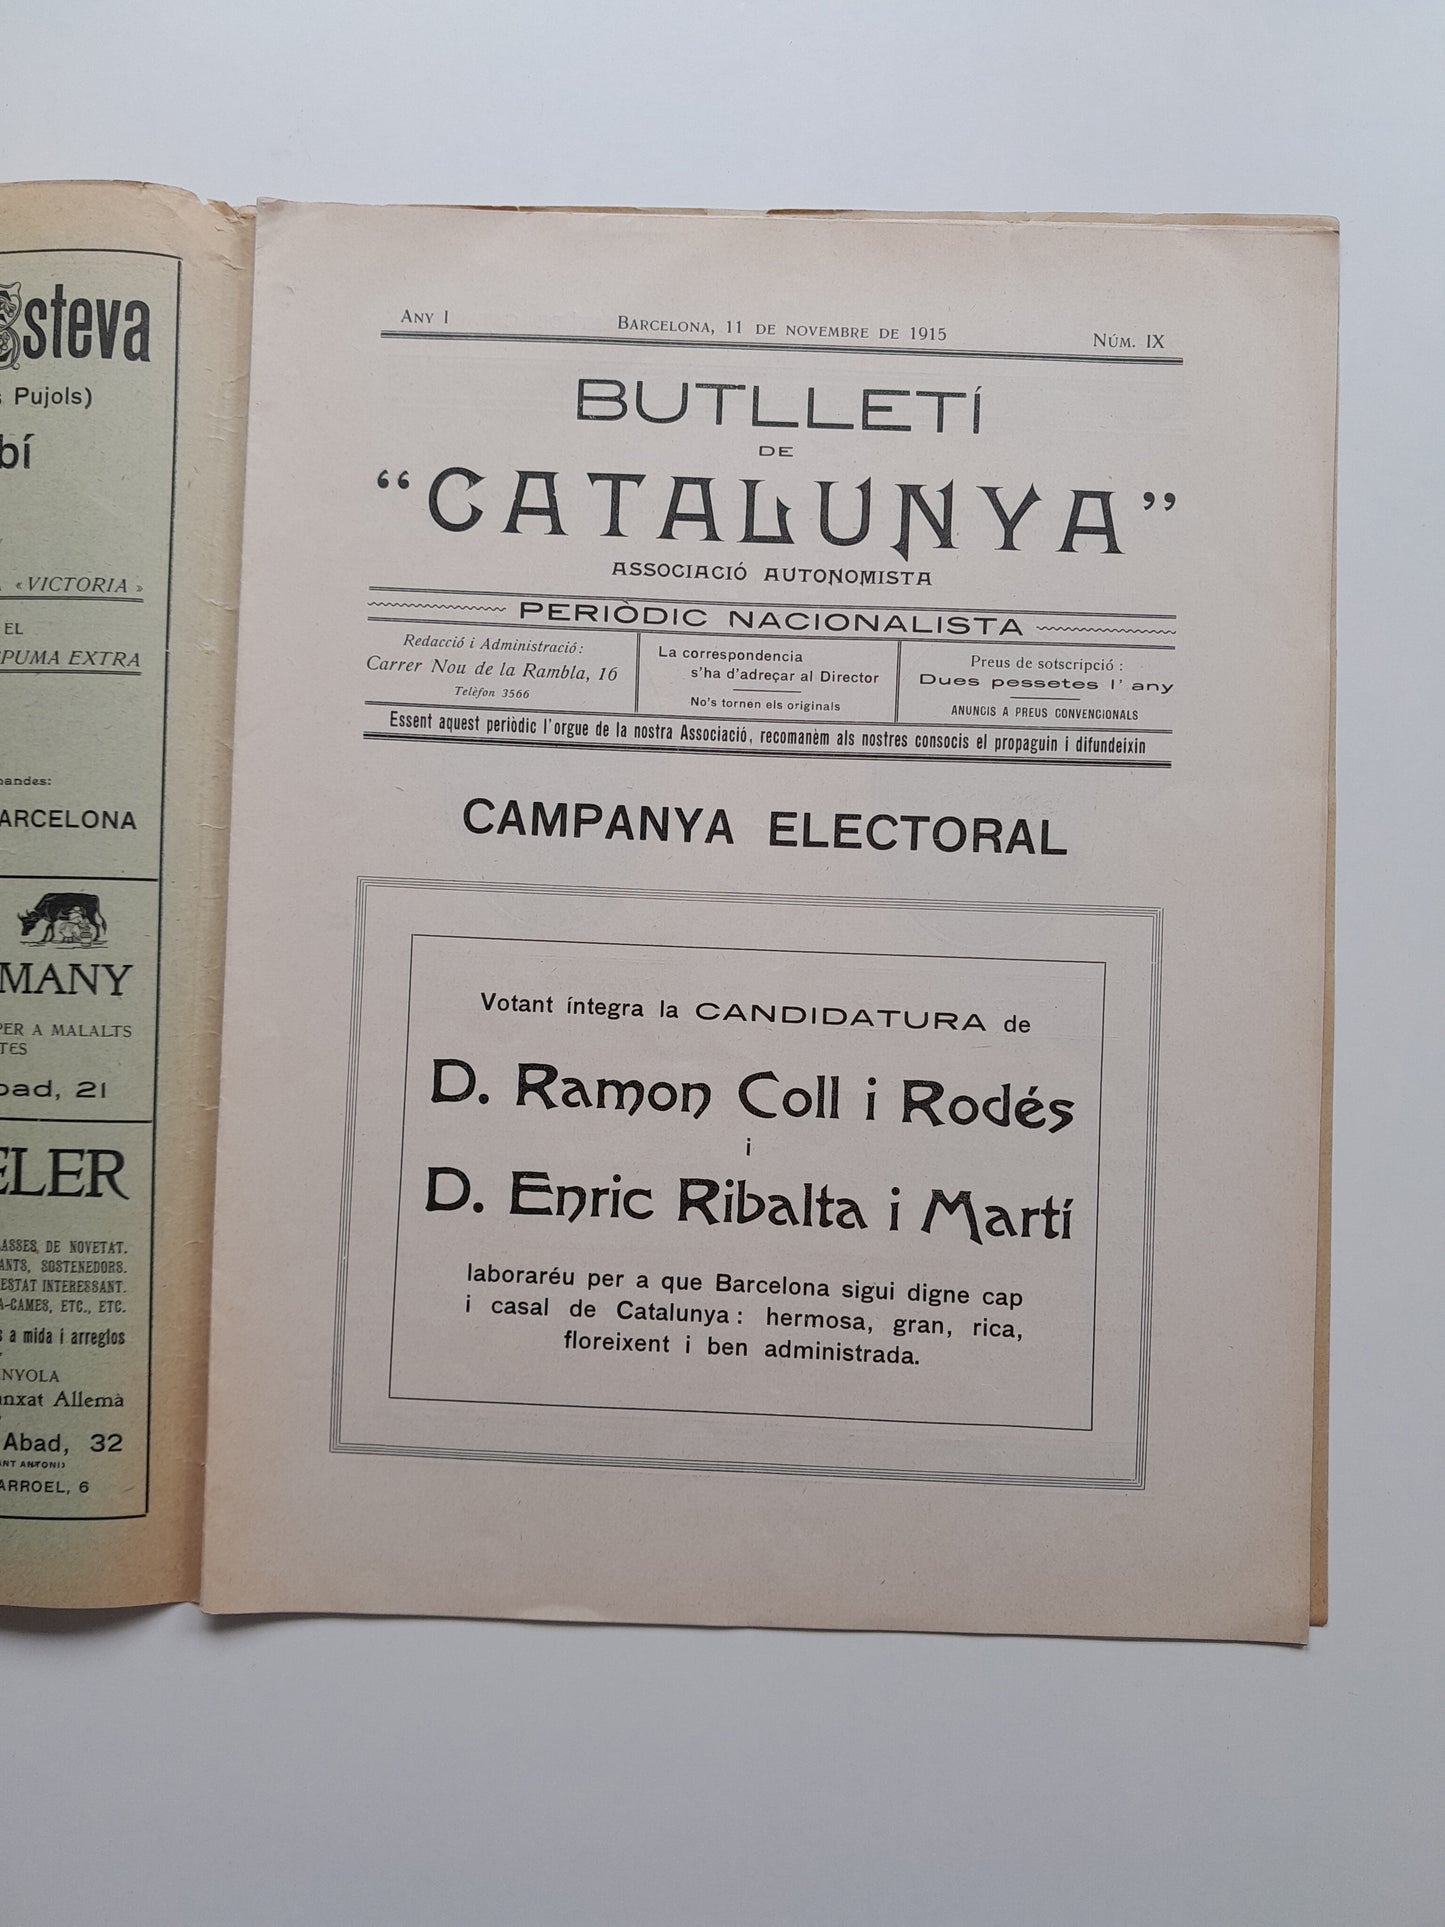 Esteva
Pujols)
bí
«VICTORIA»
EL
PUMA EXTRA
andes:
ARCELONA
MANY
PER A MALALTS
TES
bad, 21
ELER
ASSES, DE NOVETAT.
ANTS, SOSTENEDORS.
ESTAT INTERESSANT.
A-CAMES, ETC., ETC.
s a mida i arreglos
NYOLA
nxat Allemà
Abad, 32
ANT ANTONI)
ARROEL, 6
Any I Barcelona, 11 de novembre de 1915 Núm. IX
BUTLLETÍ
DE
“CATALUNYA”
ASSOCIACIÓ AUTONOMISTA
PERIÒDIC NACIONALISTA
Redacció i Administració:
Carrer Nou de la Rambla, 16
Telèfon 3566
La correspondencia
s'ha d'adreçar al Director
No's tornen els originals
Preus de sotscripció:
Dues pessetes l' any
ANUNCIS A PREUS CONVENCIONALS
Essent aquest periòdic l'orgue de la nostra Associació, recomanèm als nostres consocis el propaguin i difundeixin
CAMPANYA ELECTORAL
Votant íntegra la CANDIDATURA de
D. Ramon Coll i Rodés
i
D. Enric Ribalta i Martí
laboraréu per a que Barcelona sigui digne cap
i casal de Catalunya: hermosa, gran, rica,
floreixent i ben administrada.